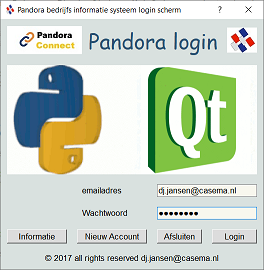 Pandora bedrijfs informatie systeem login scherm
Pandora
Connect
Pandora login
Qt
emailadres dj.jansen@casema.nl
Wachtwoord ●●●●●●●●
Informatie Nieuw Account Afsluiten Login
© 2017 all rights reserved dj.jansen@casema.nl